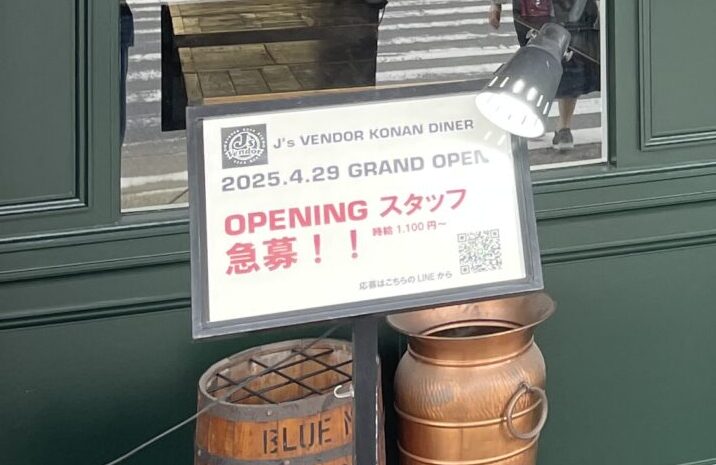 J's Vendor
J's VENDOR KONAN DINER
2025.4.29 GRAND OPEN
OPENING スタッフ
急募！！ 時給 1,100 円〜
応募はこちらの LINE から
BLUE